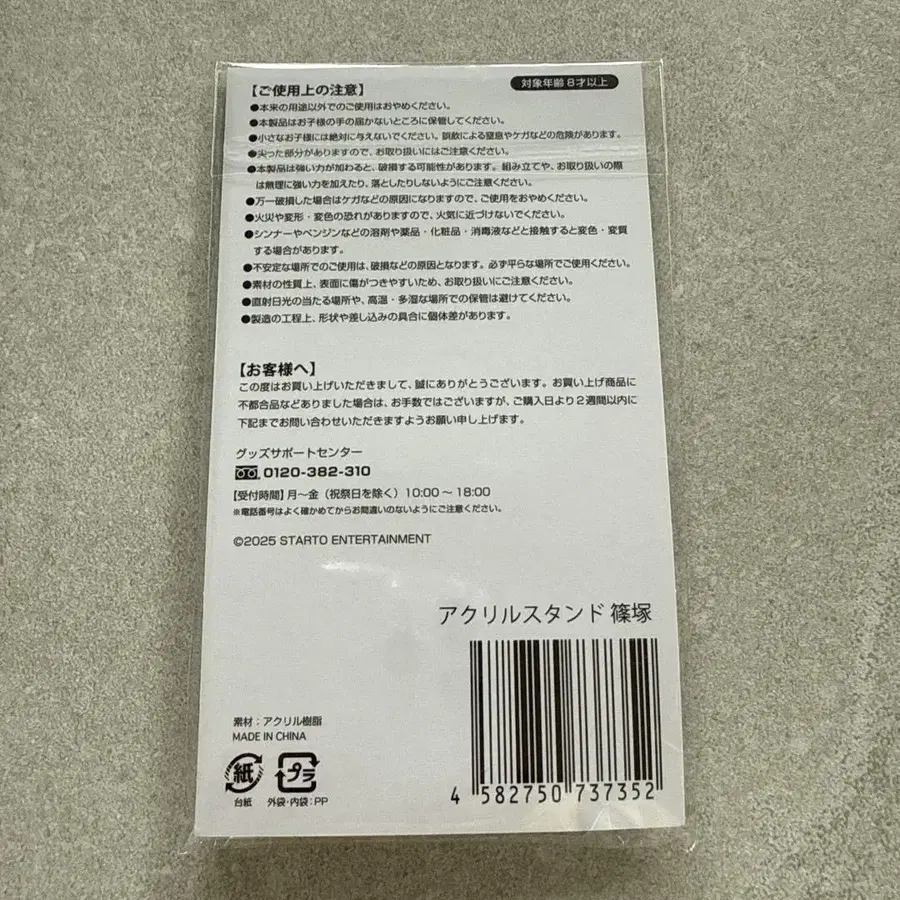 【ご使用上の注意】
対象年齢 8才以上
●本来の用途以外でのご使用はおやめください。
●本製品はお子様の手の届かないところに保管してください。
●小さなお子様には絶対に与えないでください。誤飲による窒息やケガなどの危険があります。
●尖った部分がありますので、お取り扱いにはご注意ください。
●本製品は強い力が加わると、破損する可能性があります。組み立てや、お取り扱いの際
は無理に強い力を加えたり、落としたりしないようにご注意ください。
●万一破損した場合はケガなどの原因になりますので、ご使用をおやめください。
●火災や変形・変色の恐れがありますので、火気に近づけないでください。
●シンナーやベンジンなどの溶剤や薬品・化粧品・消毒液などと接触すると変色・変質
する場合があります。
●不安定な場所でのご使用は、破損などの原因となります。必ず平らな場所でご使用ください。
●素材の性質上、表面に傷がつきやすいため、お取り扱いにご注意ください。
●直射日光の当たる場所や、高温・多湿な場所での保管は避けてください。
●製造の工程上、形状や差し込みの具合に個体差があります。
【お客様へ】
この度はお買い上げいただきまして、誠にありがとうございます。お買い上げ商品に
不都合品などありました場合は、お手数ではございますが、ご購入日より2週間以内に
下記までお問い合わせいただきますようお願い申し上げます。
グッズサポートセンター
0120-382-310
【受付時間】月～金（祝祭日を除く）10:00～18:00
※電話番号はよく確かめてからお間違いのないようにご注意ください。
©2025 STARTO ENTERTAINMENT
アクリルスタンド 篠塚
素材：アクリル樹脂
MADE IN CHINA
紙
プラ
台紙
外袋・内袋：PP
4 582750 737352